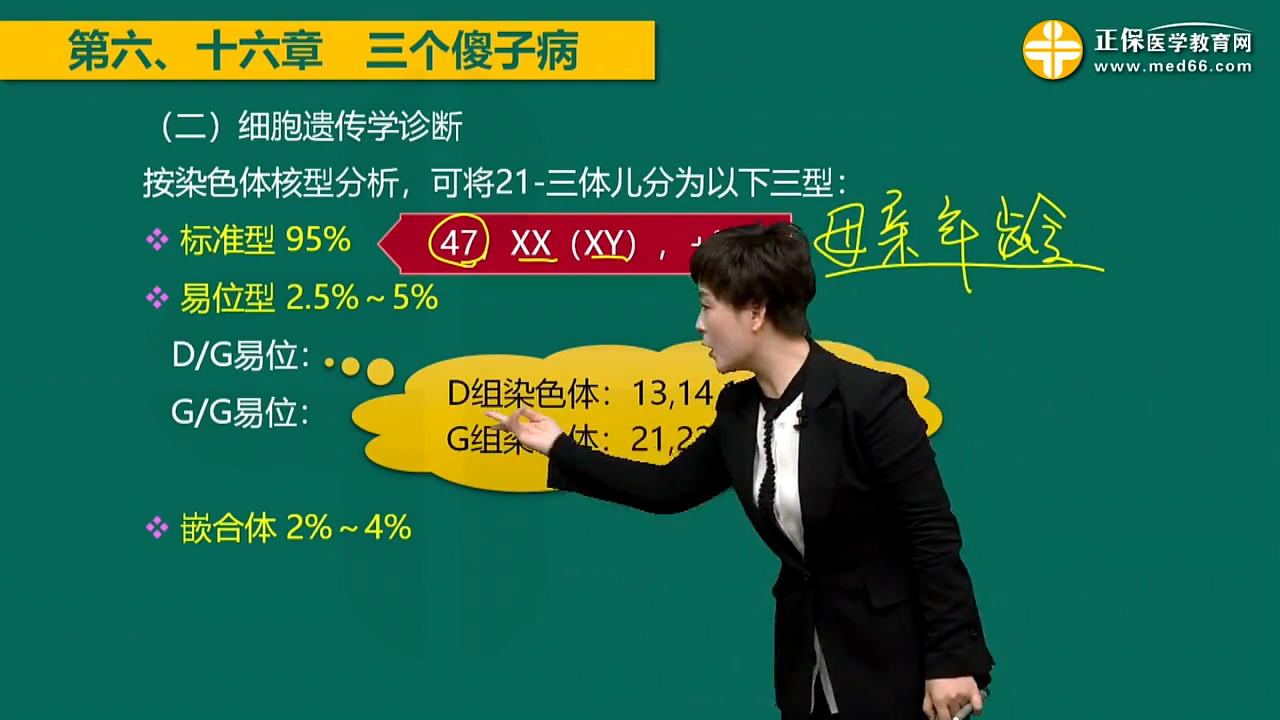 第六、十六章 三个傻子病
正保医学教育网
www.med66.com
（二）细胞遗传学诊断
按染色体核型分析，可将21-三体儿分为以下三型：
标准型 95%
47 XX（XY），+
母亲年龄
易位型 2.5%～5%
D/G易位：
G/G易位：
D组染色体：13,14
G组染 体：21,22
嵌合体 2%～4%